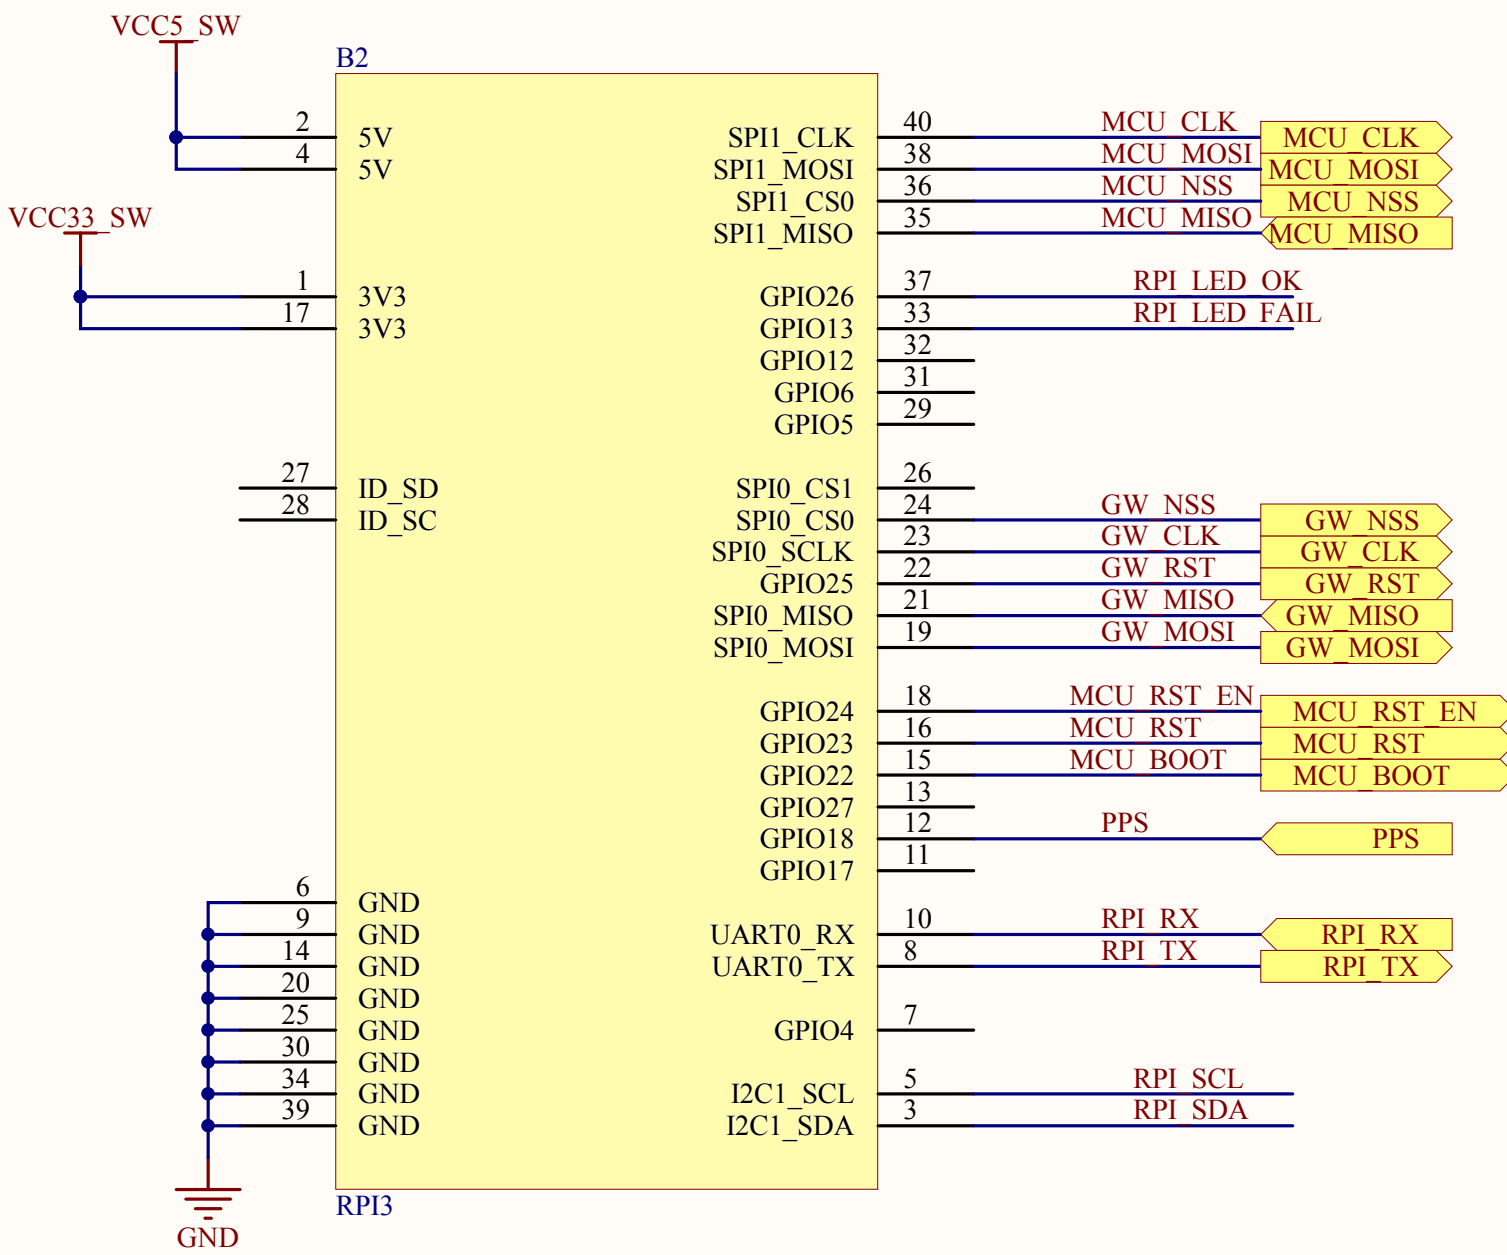 VCC5_SW
B2
2 5V SPI1_CLK 40 MCU_CLK MCU_CLK
4 5V SPI1_MOSI 38 MCU_MOSI MCU_MOSI
SPI1_CS0 36 MCU_NSS MCU_NSS
VCC33_SW
SPI1_MISO 35 MCU_MISO MCU_MISO
1 3V3 GPIO26 37 RPI_LED_OK
17 3V3 GPIO13 33 RPI_LED_FAIL
GPIO12 32
GPIO6 31
GPIO5 29
27 ID_SD SPI0_CS1 26
28 ID_SC SPI0_CS0 24 GW_NSS GW_NSS
SPI0_SCLK 23 GW_CLK GW_CLK
GPIO25 22 GW_RST GW_RST
SPI0_MISO 21 GW_MISO GW_MISO
SPI0_MOSI 19 GW_MOSI GW_MOSI
GPIO24 18 MCU_RST_EN MCU_RST_EN
GPIO23 16 MCU_RST MCU_RST
GPIO22 15 MCU_BOOT MCU_BOOT
GPIO27 13
GPIO18 12 PPS PPS
GPIO17 11
6 GND
9 GND UART0_RX 10 RPI_RX RPI_RX
14 GND UART0_TX 8 RPI_TX RPI_TX
20 GND
25 GND GPIO4 7
30 GND
34 GND I2C1_SCL 5 RPI_SCL
39 GND I2C1_SDA 3 RPI_SDA
RPI3
GND